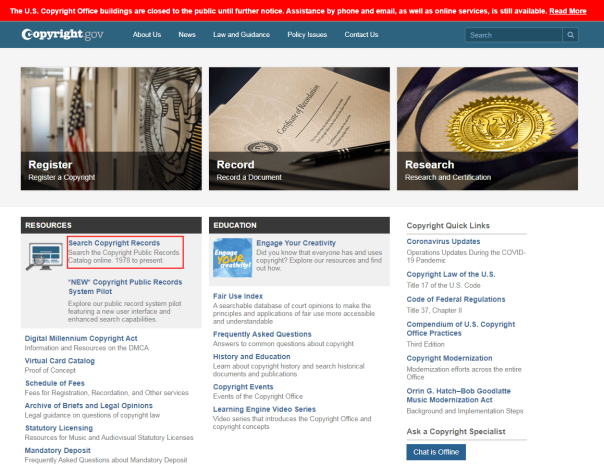 The U.S. Copyright Office buildings are closed to the public until further notice. Assistance by phone and email, as well as online services, is still available. Read More
Copyright.gov
About Us
News
Law and Guidance
Policy Issues
Contact Us
Search
Certificate of Recordation
Register
Register a Copyright
Record
Record a Document
Research
Research and Certification
RESOURCES
Search Copyright Records
Search the Copyright Public Records
Catalog online. 1978 to present.
*NEW* Copyright Public Records
System Pilot
Explore our public record system pilot
featuring a new user interface and
enhanced search capabilities.
Digital Millennium Copyright Act
Information and Resources on the DMCA
Virtual Card Catalog
Proof of Concept
Schedule of Fees
Fees for Registration, Recordation, and Other services
Archive of Briefs and Legal Opinions
Legal guidance on questions of copyright law
Statutory Licensing
Resources for Music and Audiovisual Statutory Licenses
Mandatory Deposit
Frequently Asked Questions about Mandatory Deposit
EDUCATION
Engage
YOUR
creativity!
Engage Your Creativity
Did you know that everyone has and uses
copyright? Explore our resources and find
out how.
Fair Use Index
A searchable database of court opinions to make the
principles and applications of fair use more accessible
and understandable
Frequently Asked Questions
Answers to common questions about copyright
History and Education
Learn about copyright history and search historical
documents and publications
Copyright Events
Events of the Copyright Office
Learning Engine Video Series
Video series that introduces the Copyright Office and
copyright concepts
Copyright Quick Links
Coronavirus Updates
Operations Updates During the COVID-
19 Pandemic
Copyright Law of the U.S.
Title 17 of the U.S. Code
Code of Federal Regulations
Title 37, Chapter II
Compendium of U.S. Copyright
Office Practices
Third Edition
Copyright Modernization
Modernization efforts across the entire
Office
Orrin G. Hatch–Bob Goodlatte
Music Modernization Act
Background and Implementation Steps
Ask a Copyright Specialist
Chat is Offline